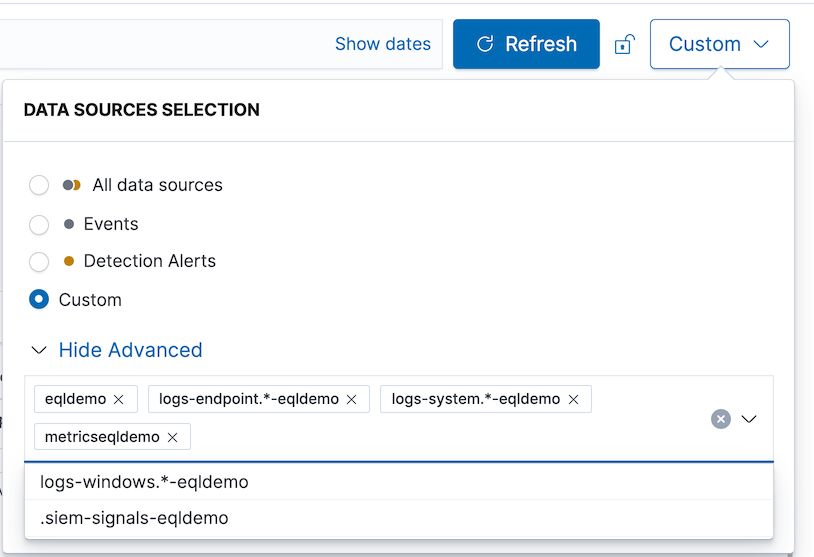 Show dates Refresh Custom
DATA SOURCES SELECTION
All data sources
Events
Detection Alerts
Custom
Hide Advanced
eqldemo logs-endpoint.*-eqldemo logs-system.*-eqldemo
metricseqldemo
logs-windows.*-eqldemo
.siem-signals-eqldemo